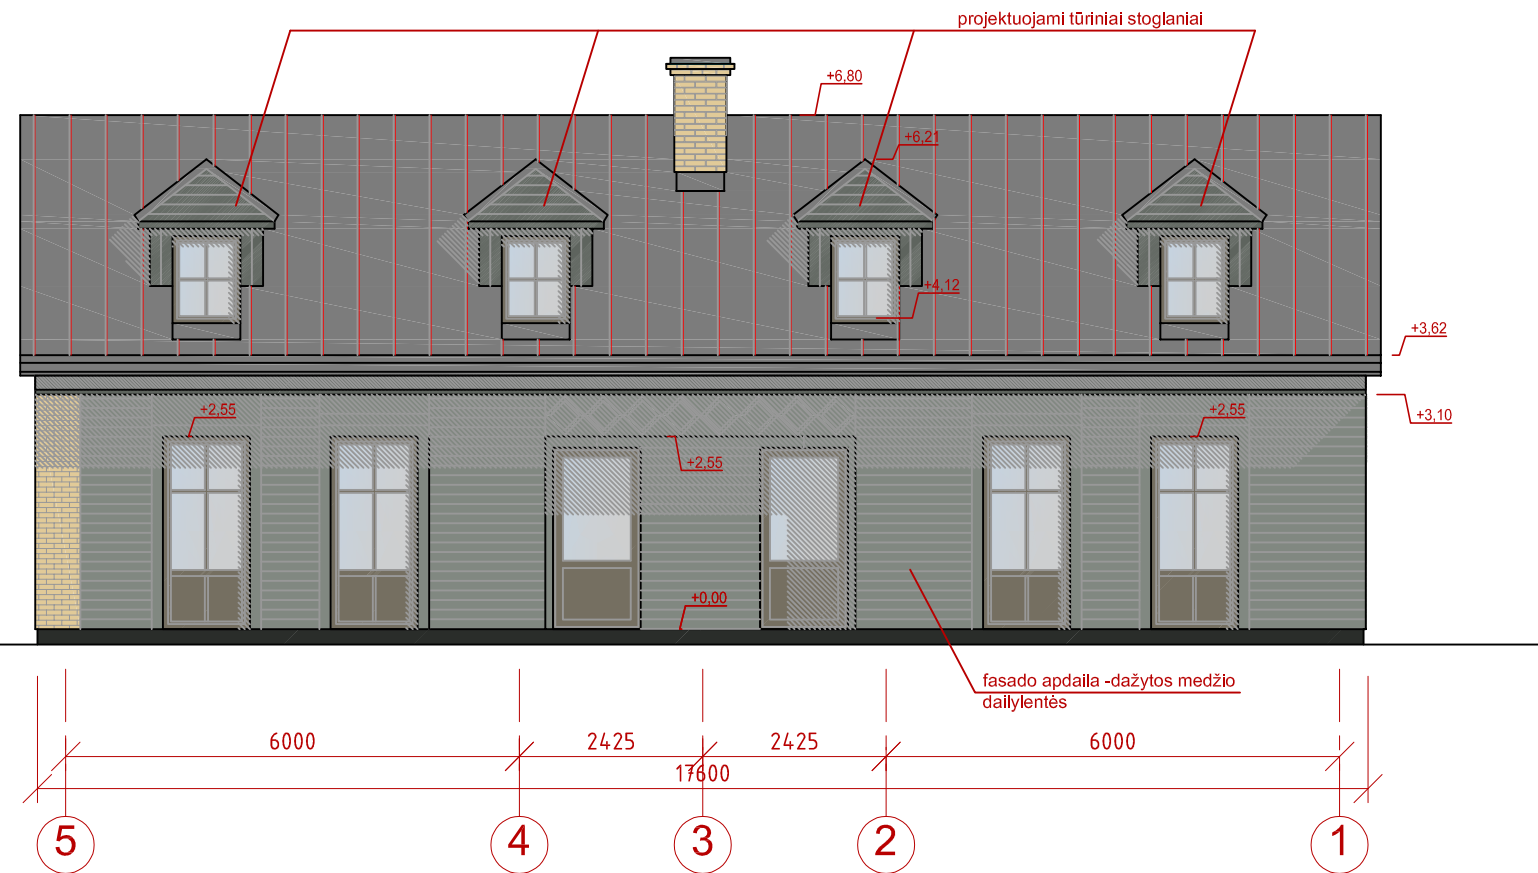 projektuojami tūriniai stoglaniai
+6,80
+6,21
+4,12
+3,62
+3,10
+2,55
+2,55
+2,55
+0,00
fasado apdaila -dažytos medžio
dailylentės
6000 2425 2425 6000
17600
5 4 3 2 1